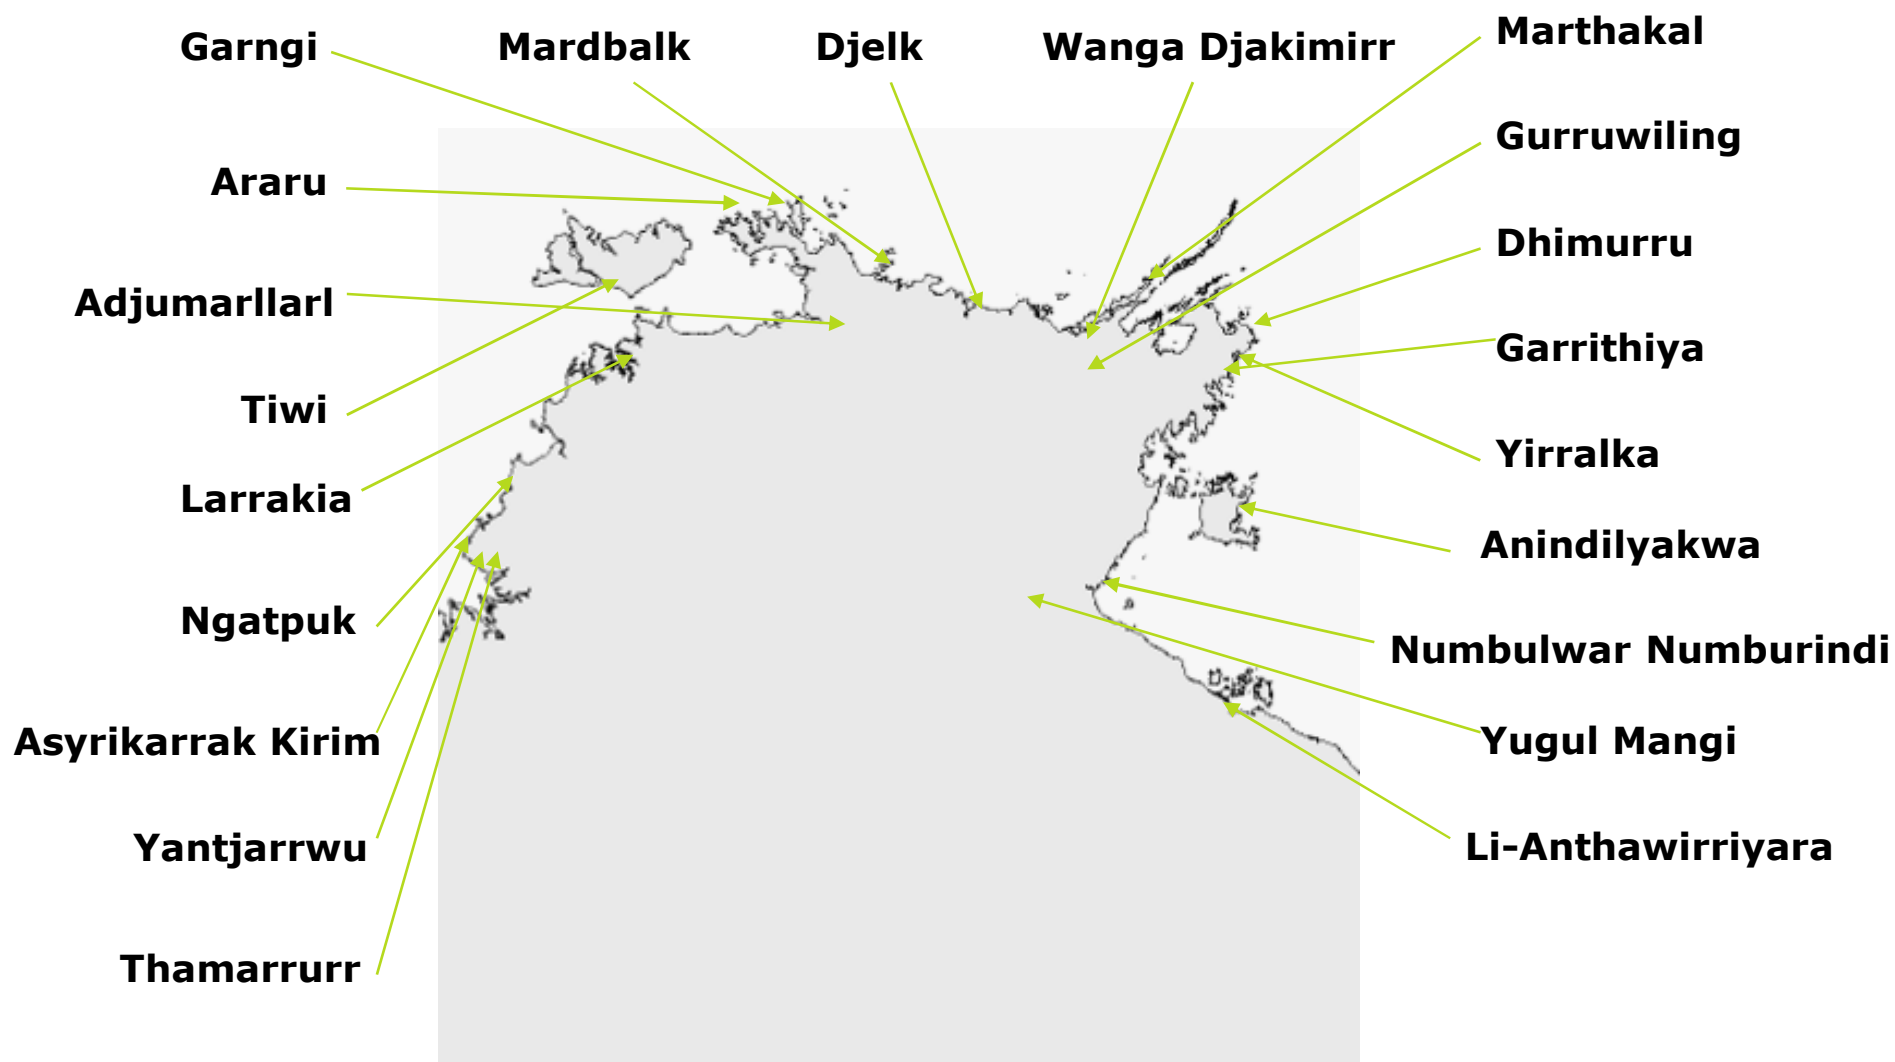 Garngi
Mardbalk
Djelk
Wanga Djakimirr
Marthakal
Gurruwiling
Araru
Dhimurru
Adjumarllarl
Garrithiya
Tiwi
Yirralka
Larrakia
Anindilyakwa
Ngatpuk
Numbulwar Numburindi
Asyrikarrak Kirim
Yugul Mangi
Yantjarrwu
Li-Anthawirriyara
Thamarrurr